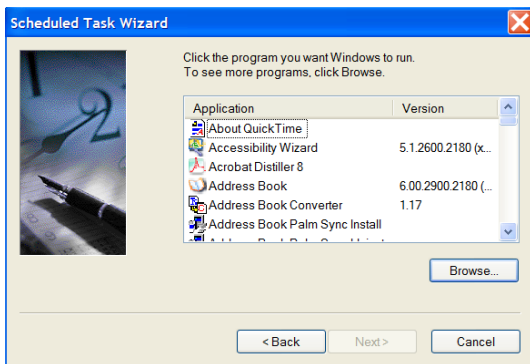 Scheduled Task Wizard
Click the program you want Windows to run.
To see more programs, click Browse.
Application Version
About QuickTime
Accessibility Wizard 5.1.2600.2180 (x...
Acrobat Distiller 8
Address Book 6.00.2900.2180 (...
Address Book Converter 1.17
Address Book Palm Sync Install
Browse...
< Back Next > Cancel